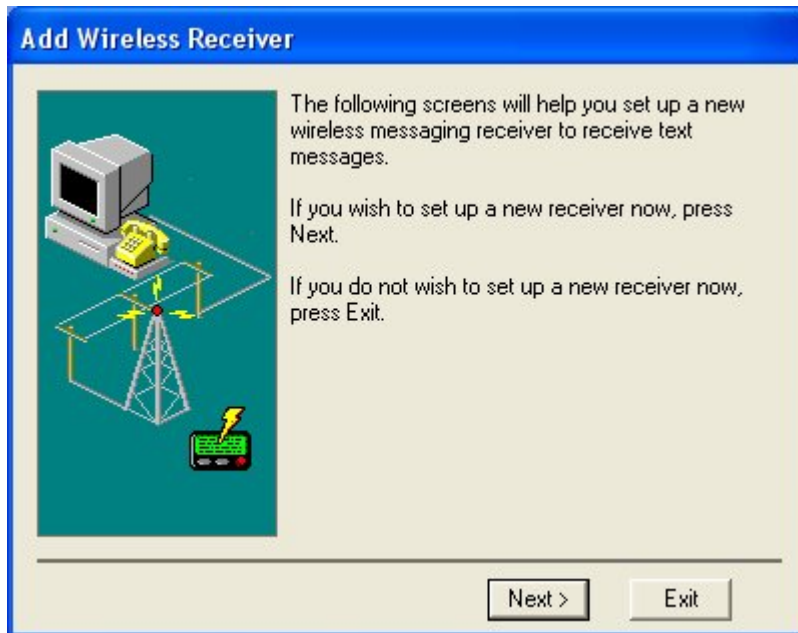 Add Wireless Receiver
The following screens will help you set up a new
wireless messaging receiver to receive text
messages.
If you wish to set up a new receiver now, press
Next.
If you do not wish to set up a new receiver now,
press Exit.
Next >
Exit